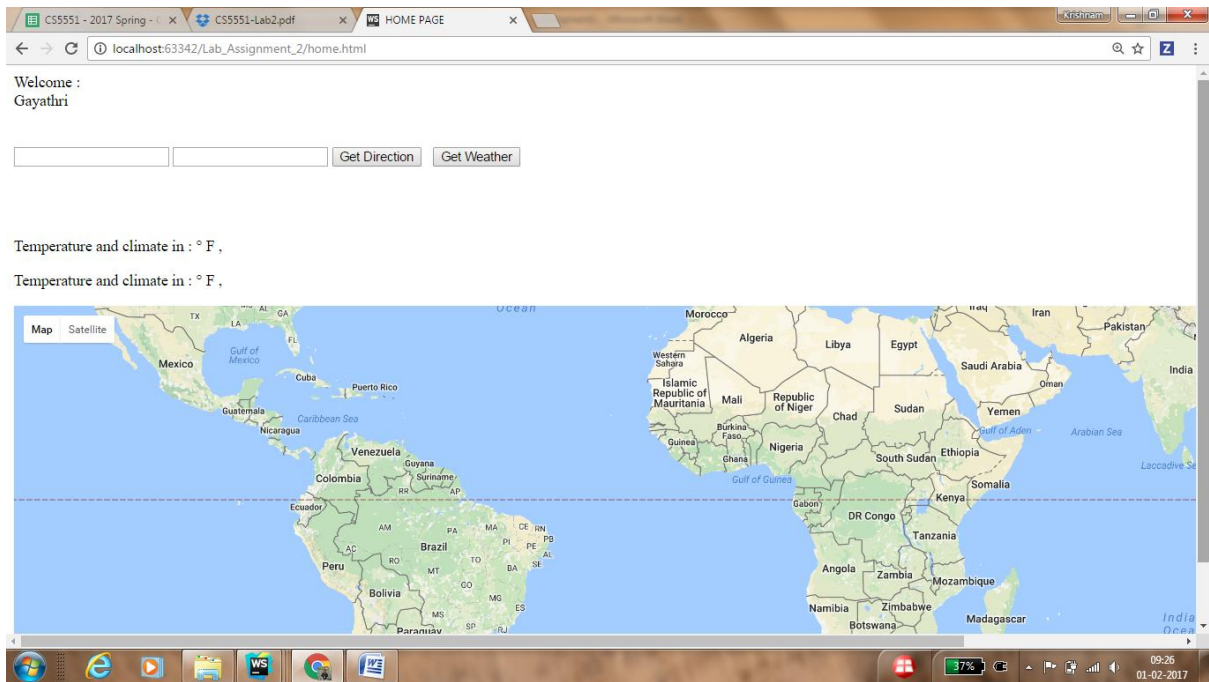 CS5551 - 2017 Spring -
CS5551-Lab2.pdf
HOME PAGE
Krishnam
localhost:63342/Lab_Assignment_2/home.html
Welcome :
Gayathri
Get Direction
Get Weather
Temperature and climate in : ° F ,
Temperature and climate in : ° F ,
Map
Satellite
TX
AL
GA
LA
FL
Gulf of
Mexico
Mexico
Cuba
Puerto Rico
Guatemala
Caribbean Sea
Nicaragua
Venezuela
Guyana
Suriname
Colombia
RR
AP
Ecuador
AM
PA
MA
CE
RN
PB
PI
PE
AL
SE
AC
RO
TO
BA
Brazil
Peru
MT
GO
Bolivia
MG
MS
ES
SP
RJ
Paraguay
Ocean
Morocco
Algeria
Libya
Egypt
Iraq
Iran
Pakistan
Western
Sahara
Saudi Arabia
India
Oman
Islamic
Republic of
Mauritania
Mali
Republic
of Niger
Chad
Sudan
Yemen
Gulf of Aden
Arabian Sea
Burkina
Faso
Guinea
Ghana
Nigeria
South Sudan
Ethiopia
Laccadive Se
Gulf of Guinea
Somalia
Gabon
Kenya
DR Congo
Tanzania
Angola
Zambia
Mozambique
Namibia
Zimbabwe
Botswana
Madagascar
India
Ocea
WS
37%
09:26
01-02-2017